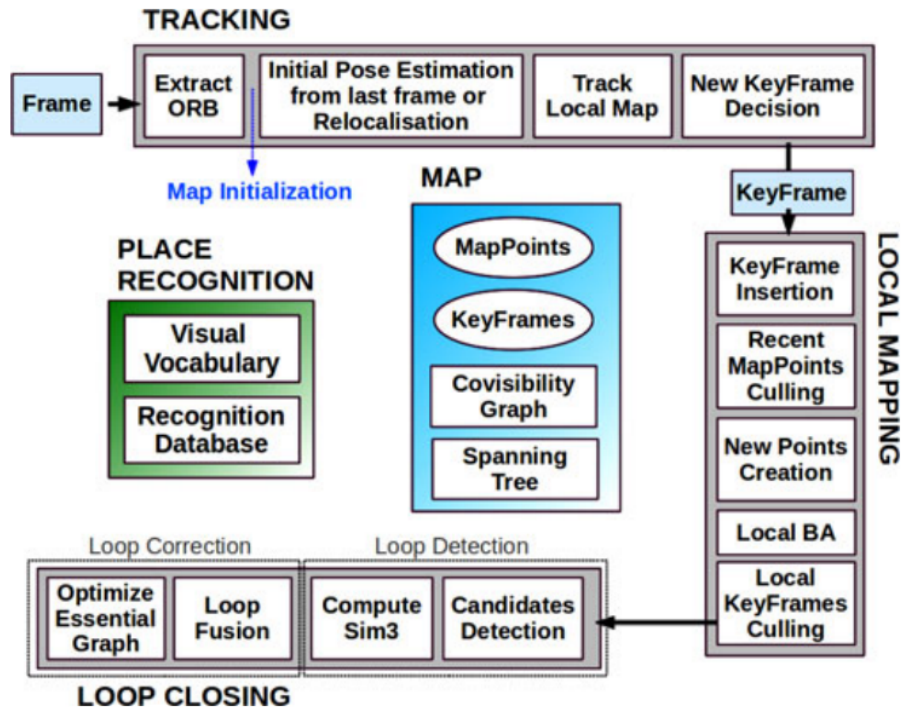 TRACKING
Frame
Extract
ORB
Initial Pose Estimation
from last frame or
Relocalisation
Track
Local Map
New KeyFrame
Decision
Map Initialization
KeyFrame
MAP
MapPoints
KeyFrames
Covisibility
Graph
Spanning
Tree
PLACE
RECOGNITION
Visual
Vocabulary
Recognition
Database
LOCAL MAPPING
KeyFrame
Insertion
Recent
MapPoints
Culling
New Points
Creation
Local BA
Local
KeyFrames
Culling
Loop Correction
Loop Detection
Optimize
Essential
Graph
Loop
Fusion
Compute
Sim3
Candidates
Detection
LOOP CLOSING